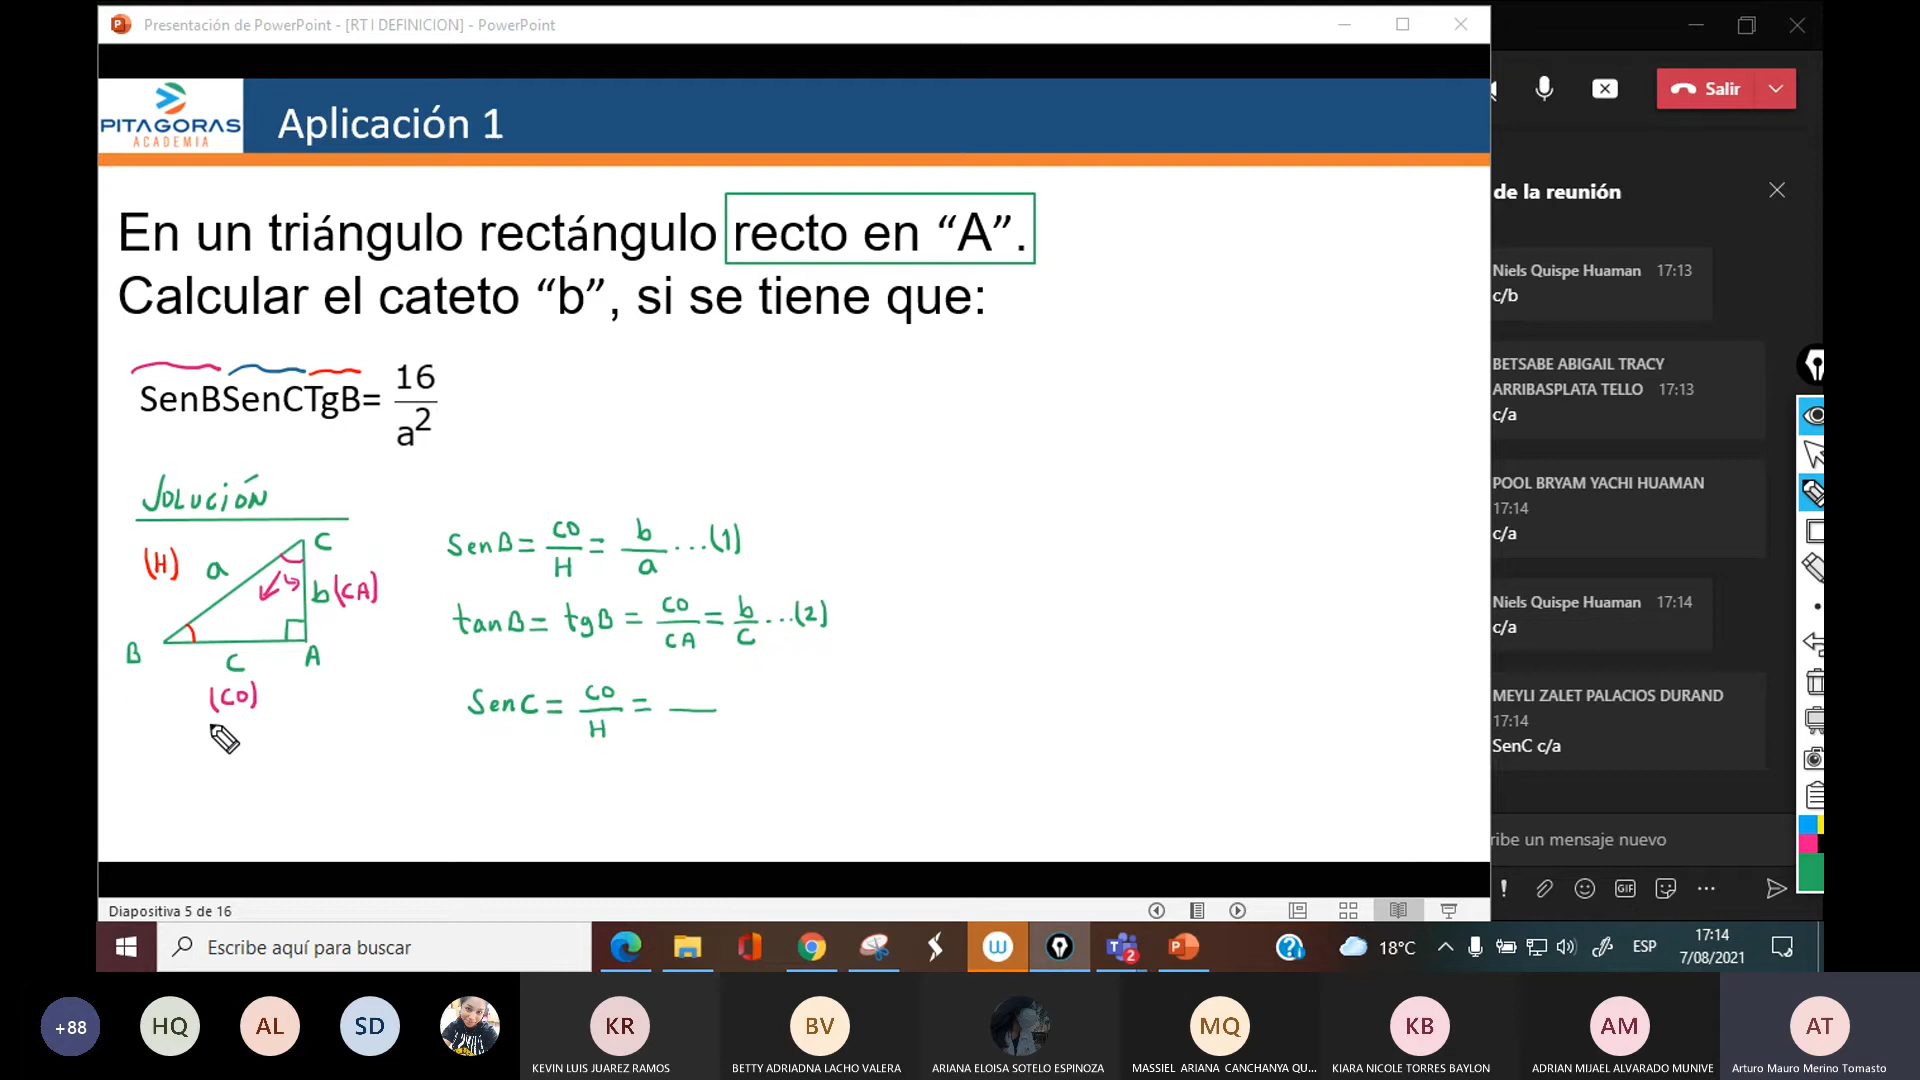 Presentación de PowerPoint - [RT I DEFINICION] - PowerPoint
PITAGORAS
ACADEMIA
Aplicación 1
En un triángulo rectángulo recto en “A”.
Calcular el cateto “b”, si se tiene que:
SenBSenCTgB= 16/a²
SOLUCIÓN
(H) a C
b (CA)
B c A
(CO)
SenB = CO/H = b/a ...(1)
tanB = tgB = CO/CA = b/c ...(2)
SenC = CO/H = __
Diapositiva 5 de 16
Salir
de la reunión
Niels Quispe Huaman 17:13
c/b
BETSABE ABIGAIL TRACY
ARRIBASPLATA TELLO 17:13
c/a
POOL BRYAM YACHI HUAMAN
17:14
c/a
Niels Quispe Huaman 17:14
c/a
MEYLI ZALET PALACIOS DURAND
17:14
SenC c/a
ribe un mensaje nuevo
GIF
Escribe aquí para buscar
2
18°C
ESP
17:14
7/08/2021
+88
HQ
AL
SD
KR
KEVIN LUIS JUAREZ RAMOS
BV
BETTY ADRIADNA LACHO VALERA
ARIANA ELOISA SOTELO ESPINOZA
MQ
MASSIEL ARIANA CANCHANYA QU...
KB
KIARA NICOLE TORRES BAYLON
AM
ADRIAN MIJAEL ALVARADO MUNIVE
AT
Arturo Mauro Merino Tomasto